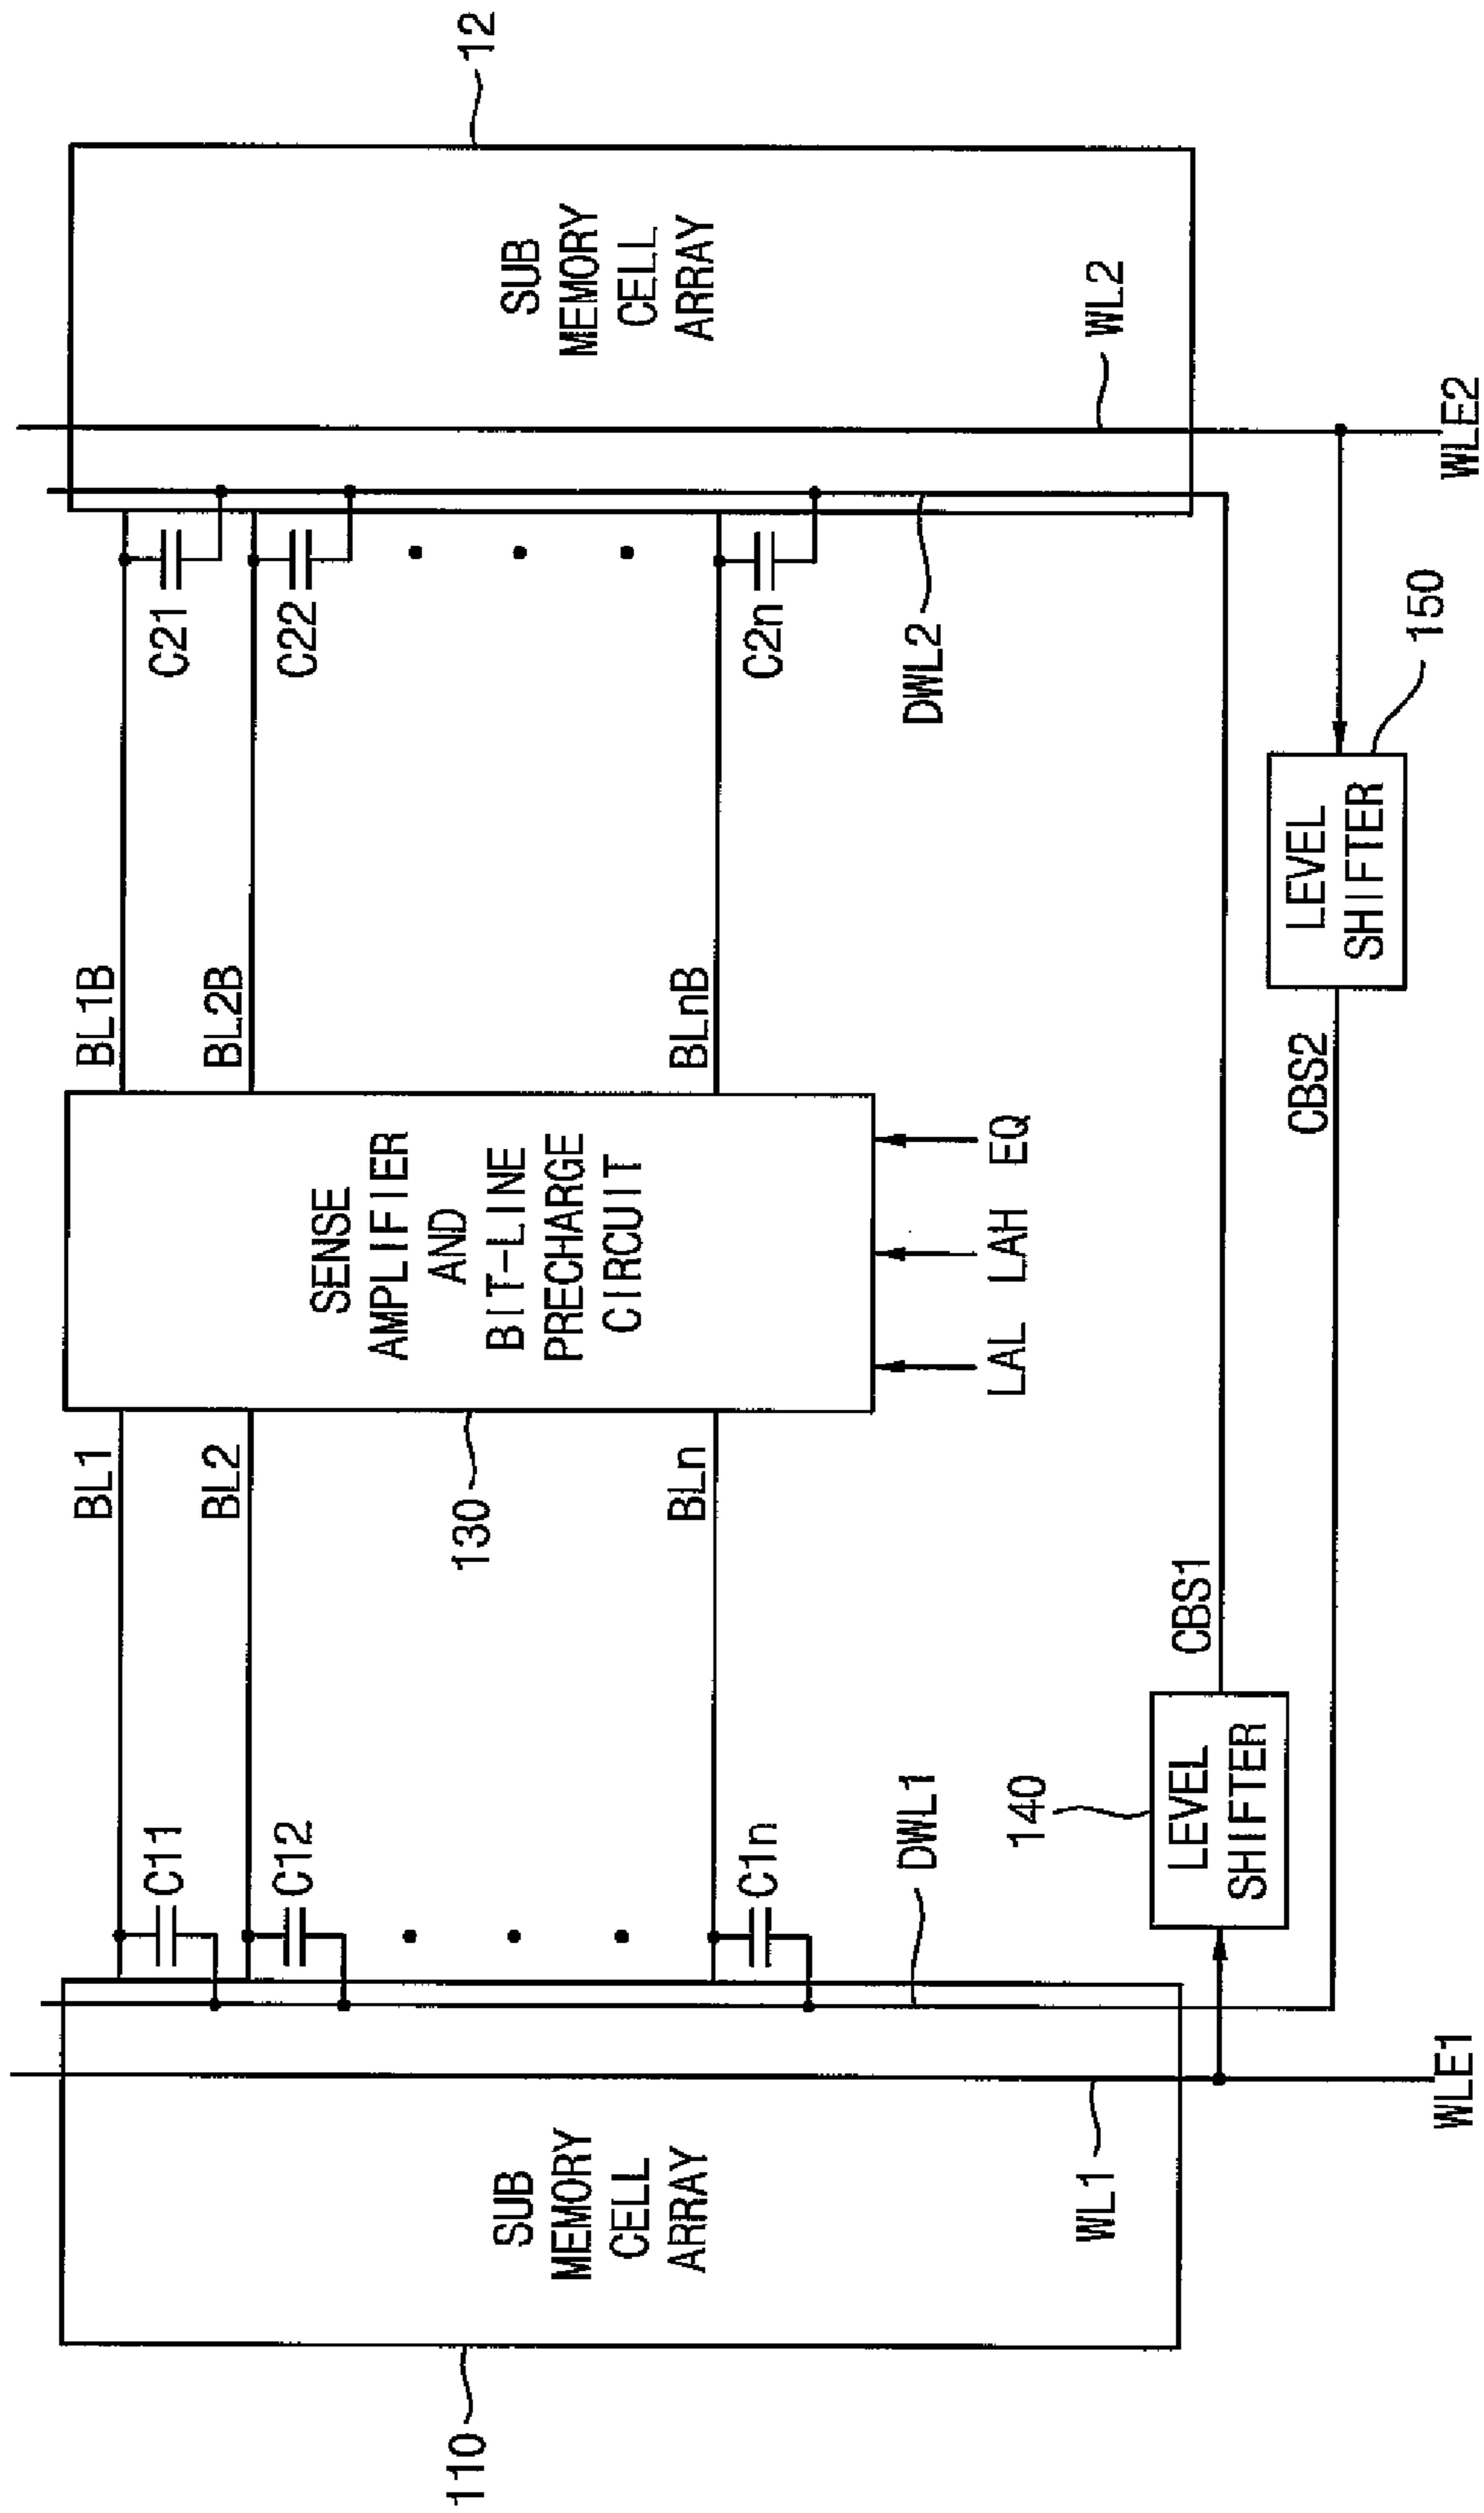 110
SUB
MEMORY
CELL
ARRAY
WL1
WLE1
C11
C12
C1n
DWL1
140
LEVEL
SHIFTER
CBS1
BL1
BL2
BLn
130
SENSE
AMPLIFIER
AND
BIT-LINE
PRECHARGE
CIRCUIT
LAL
LAH
EQ
BL1B
BL2B
BLnB
CBS2
LEVEL
SHIFTER
150
C21
C22
C2n
DWL2
12
SUB
MEMORY
CELL
ARRAY
WL2
WLE2